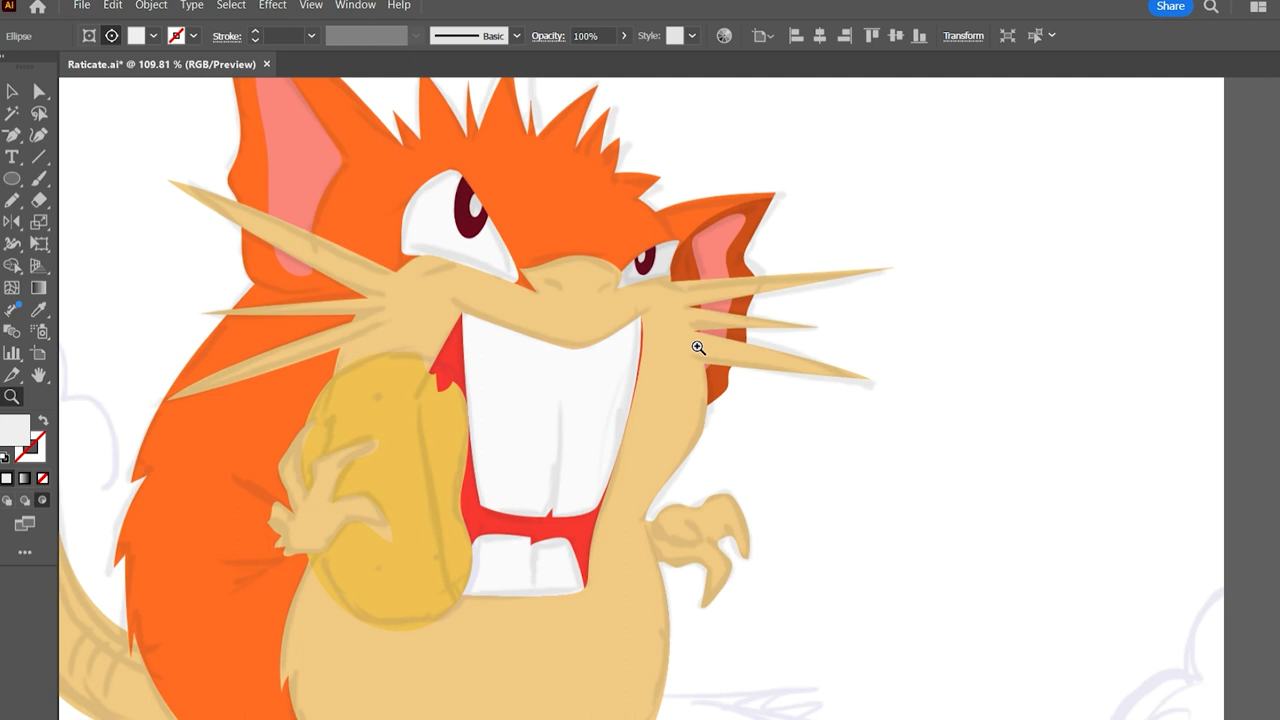 Ai File Edit Object Type Select Effect View Window Help Share
Ellipse Stroke: Basic Opacity: 100% Style: Transform
Raticate.ai* @ 109.81 % (RGB/Preview) ×
T